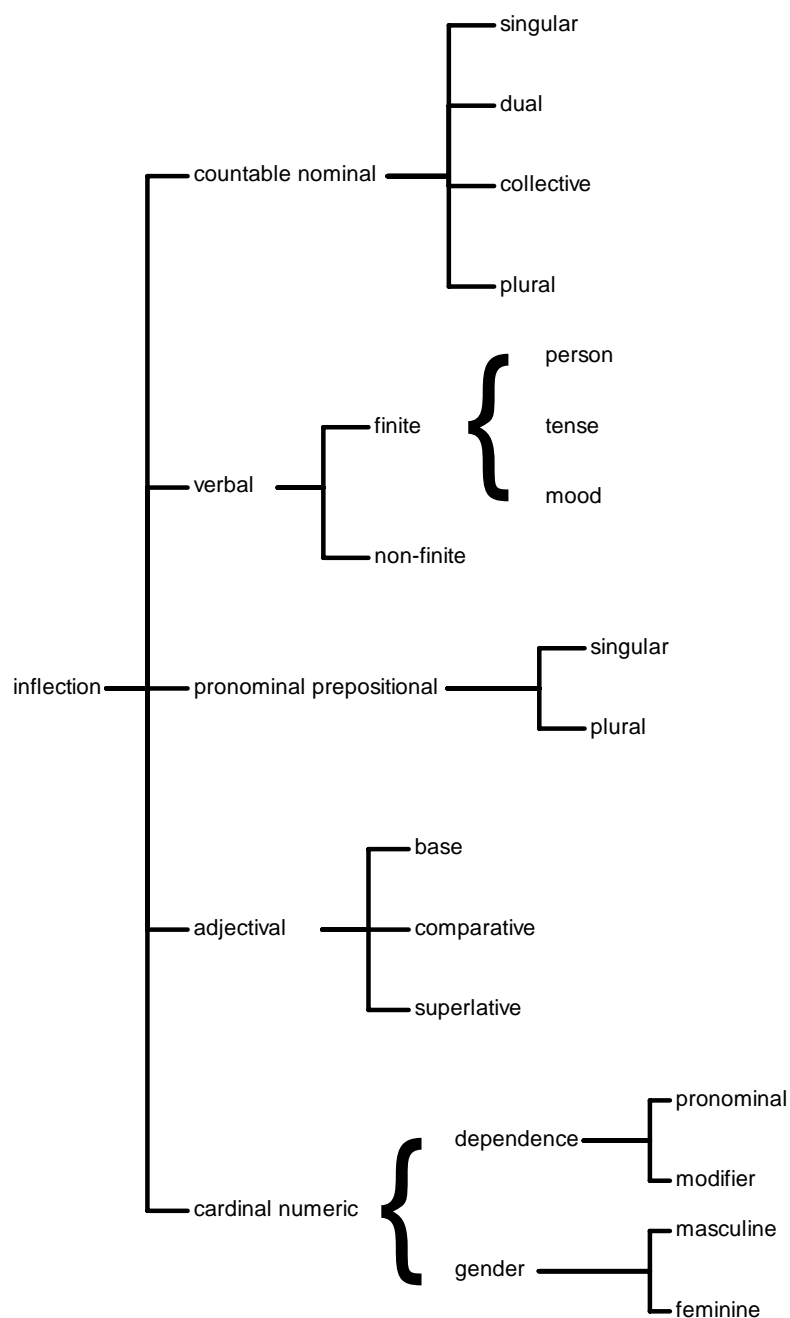 singular
dual
countable nominal
collective
plural
person
finite
tense
verbal
mood
non-finite
singular
inflection
pronominal prepositional
plural
base
adjectival
comparative
superlative
pronominal
dependence
modifier
cardinal numeric
masculine
gender
feminine